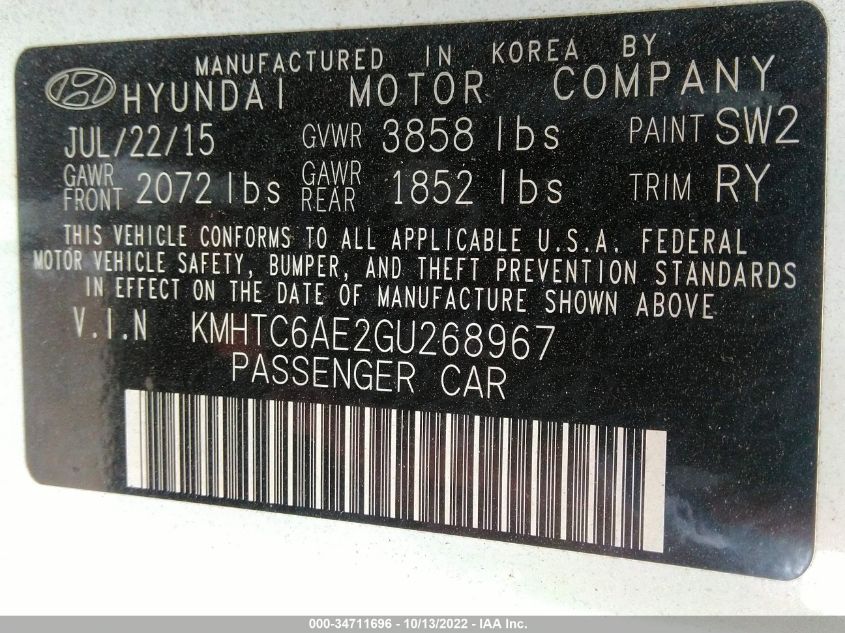 MANUFACTURED IN KOREA BY
HYUNDAI MOTOR COMPANY
JUL/22/15 GVWR 3858 lbs PAINT SW2
GAWR FRONT 2072 lbs GAWR REAR 1852 lbs TRIM RY
THIS VEHICLE CONFORMS TO ALL APPLICABLE U.S.A. FEDERAL
MOTOR VEHICLE SAFETY, BUMPER, AND THEFT PREVENTION STANDARDS
IN EFFECT ON THE DATE OF MANUFACTURE SHOWN ABOVE
V.I.N KMHTC6AE2GU268967
PASSENGER CAR
000-34711696 - 10/13/2022 - IAA Inc.